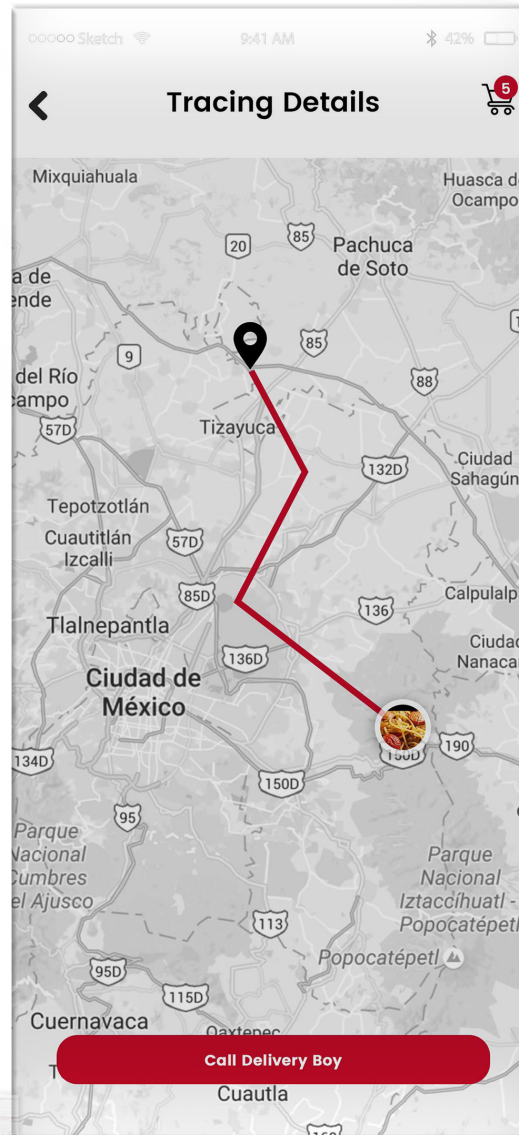 ooooo Sketch
9:41 AM
42%
Tracing Details
5
Mixquiahuala
Huasca d
Ocampo
20
85
Pachuca
de Soto
a de
ende
9
85
del Río
campo
88
57D
Tizayuca
132D
Ciudad
Sahagún
Tepotzotlán
Cuautitlán
Izcalli
57D
85D
136
Calpulalp
Tlalnepantla
136D
Ciudad
Nanaca
Ciudad de
México
150D
190
134D
150D
95
Parque
Nacional
Cumbres
el Ajusco
Parque
Nacional
Iztaccíhuatl -
Popocatépetl
113
Popocatépetl
95D
115D
Cuernavaca
Oaxtepec
Call Delivery Boy
Cuautla
160